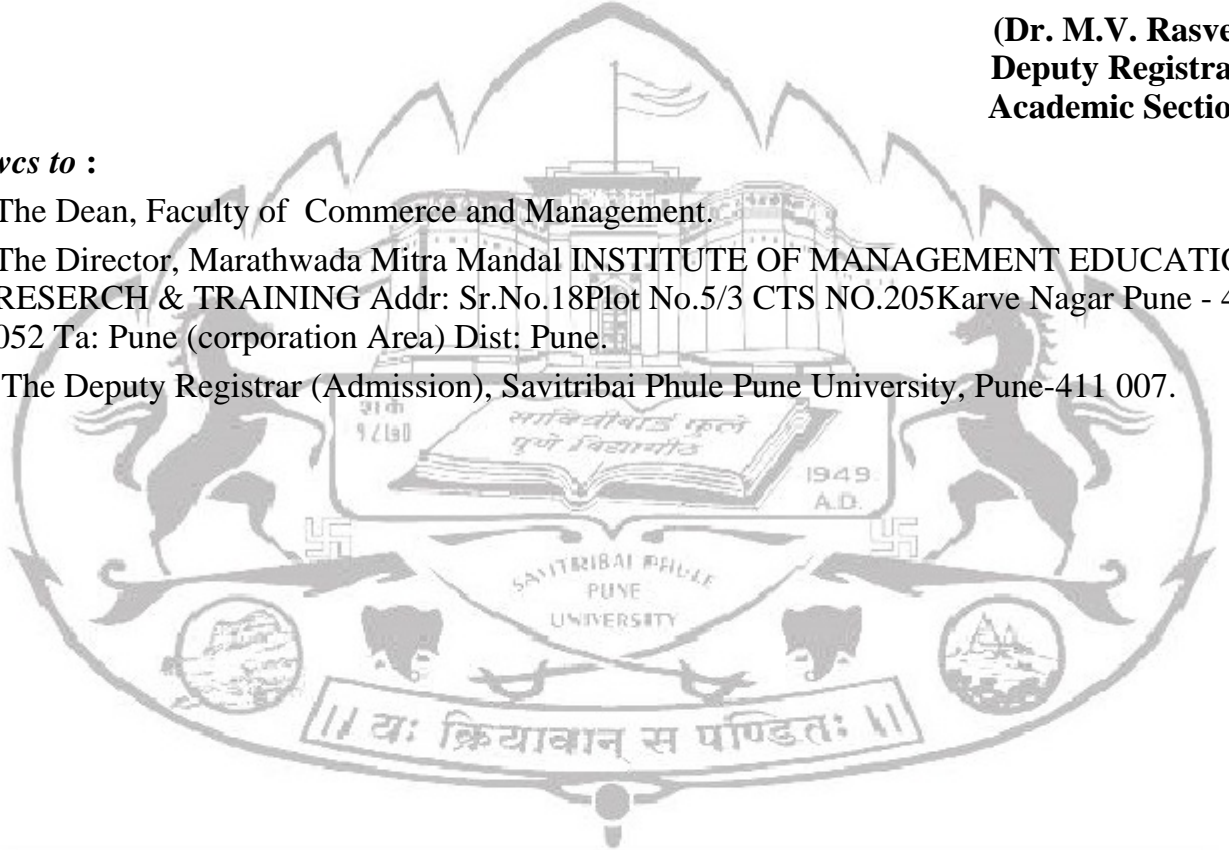 (Dr. M.V. Rasve
Deputy Registra
Academic Sectio
wcs to :
The Dean, Faculty of Commerce and Management.
The Director, Marathwada Mitra Mandal INSTITUTE OF MANAGEMENT EDUCATIO
RESERCH & TRAINING Addr: Sr.No.18Plot No.5/3 CTS NO.205Karve Nagar Pune - 4
052 Ta: Pune (corporation Area) Dist: Pune.
The Deputy Registrar (Admission), Savitribai Phule Pune University, Pune-411 007.
शके
१८७०
सावित्रीबाई फुले
पुणे विद्यापीठ
1949
A.D.
SAVITRIBAI PHULE
PUNE
UNIVERSITY
॥ यः क्रियावान् स पण्डितः ॥